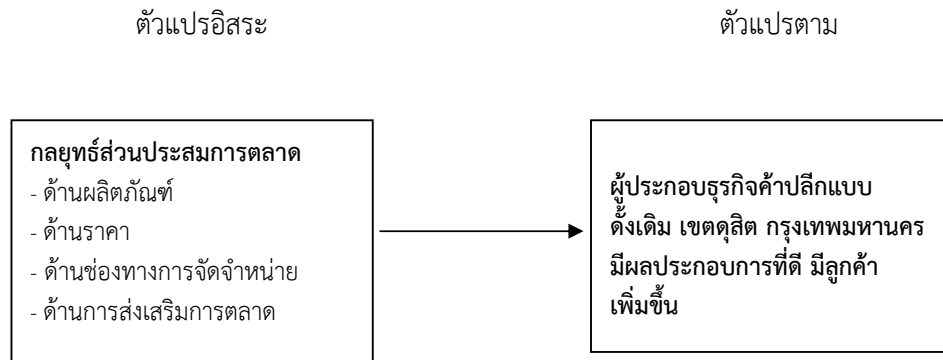 ตัวแปรอิสระ
ตัวแปรตาม
กลยุทธ์ส่วนประสมการตลาด
- ด้านผลิตภัณฑ์
- ด้านราคา
- ด้านช่องทางการจัดจำหน่าย
- ด้านการส่งเสริมการตลาด
ผู้ประกอบธุรกิจค้าปลีกแบบ
ดั้งเดิม เขตดุสิต กรุงเทพมหานคร
มีผลประกอบการที่ดี มีลูกค้า
เพิ่มขึ้น